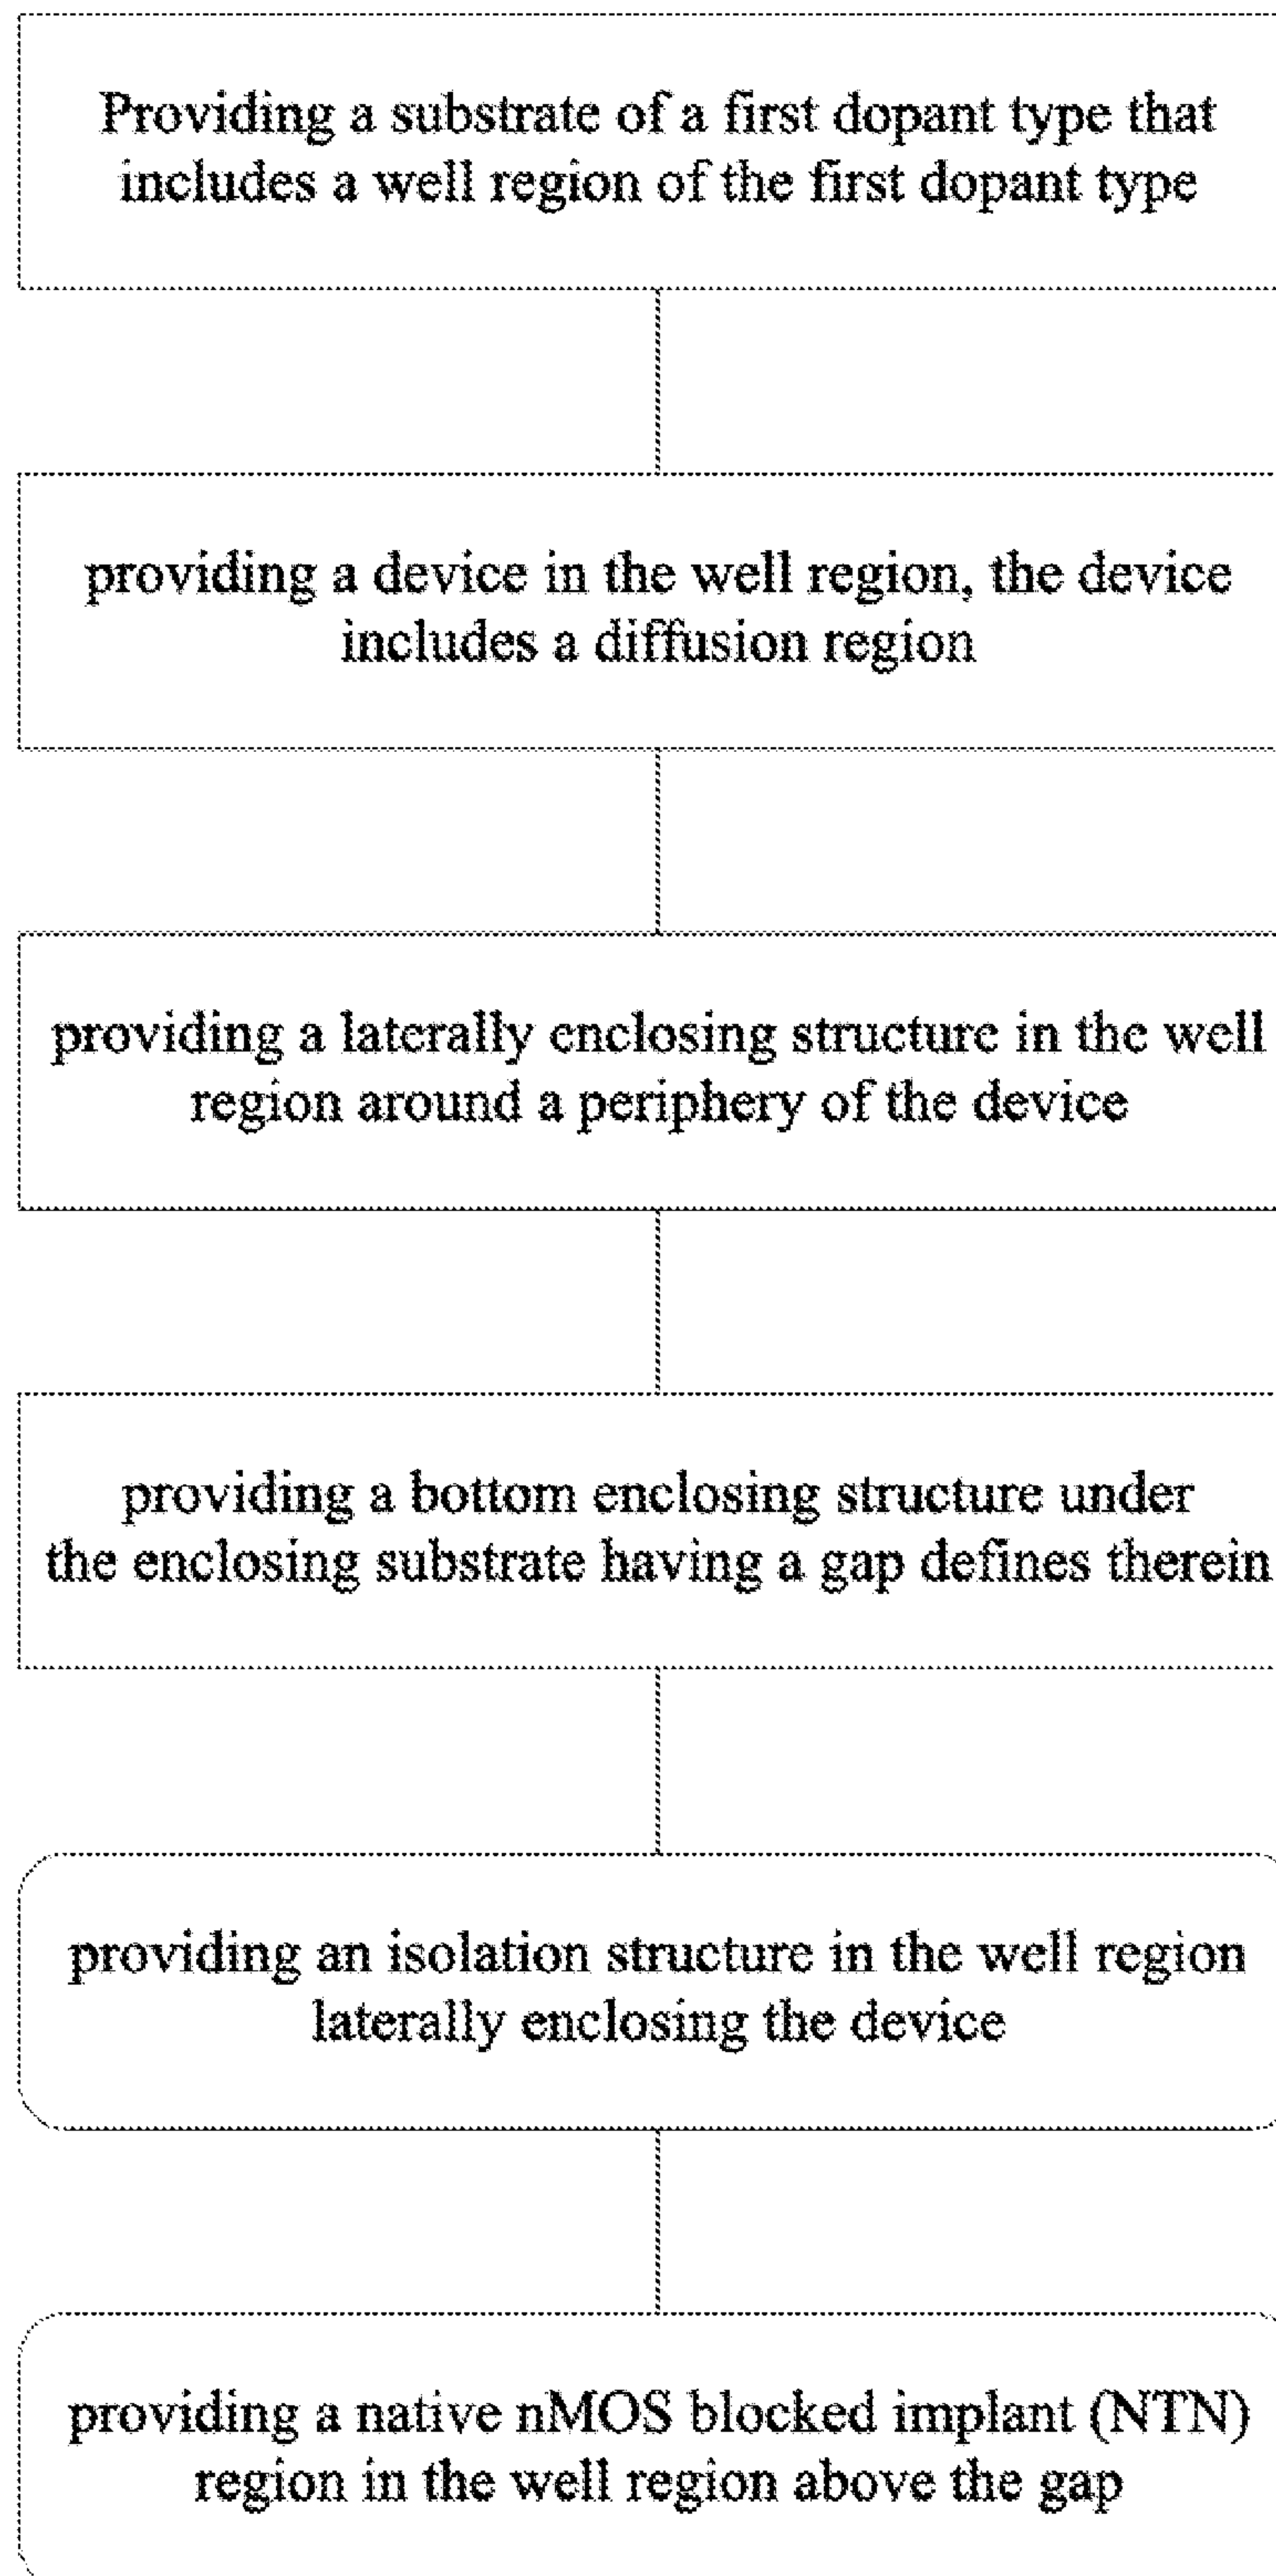 Providing a substrate of a first dopant type that
includes a well region of the first dopant type
providing a device in the well region, the device
includes a diffusion region
providing a laterally enclosing structure in the well
region around a periphery of the device
providing a bottom enclosing structure under
the enclosing substrate having a gap defines therein
providing an isolation structure in the well region
laterally enclosing the device
providing a native nMOS blocked implant (NTN)
region in the well region above the gap